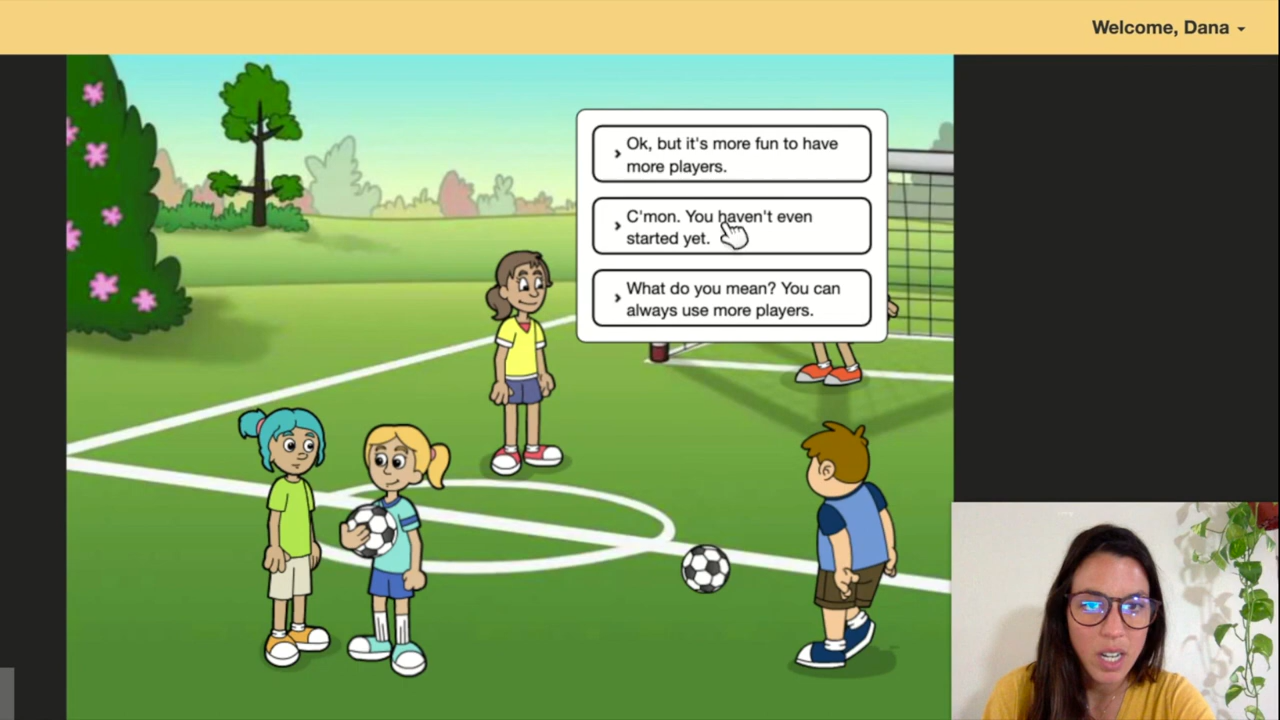 Welcome, Dana
Ok, but it's more fun to have
more players.
C'mon. You haven't even
started yet.
What do you mean? You can
always use more players.